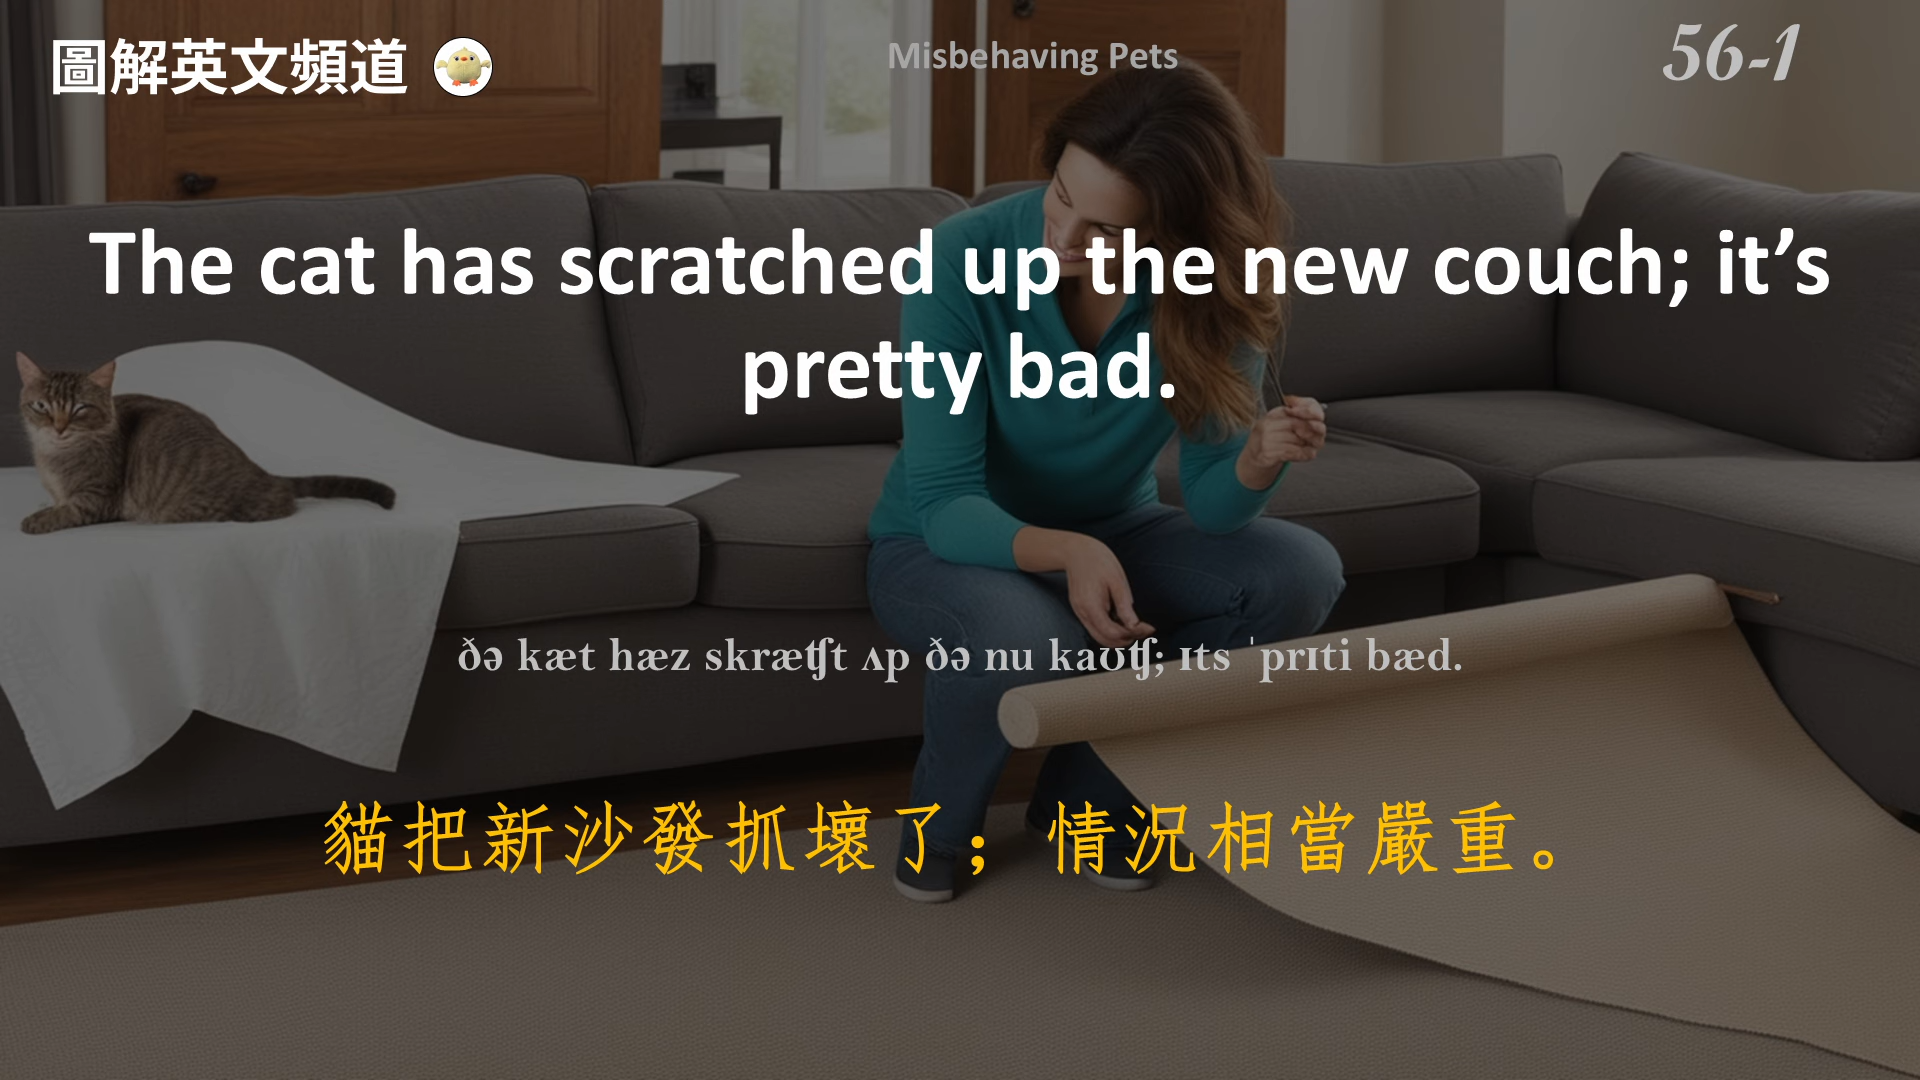 圖解英文頻道
Misbehaving Pets
56-1
The cat has scratched up the new couch; it’s
pretty bad.
ðə kæt hæz skræʧt ʌp ðə nu kaʊʧ; ɪts ˈprɪti bæd.
貓把新沙發抓壞了；情況相當嚴重。